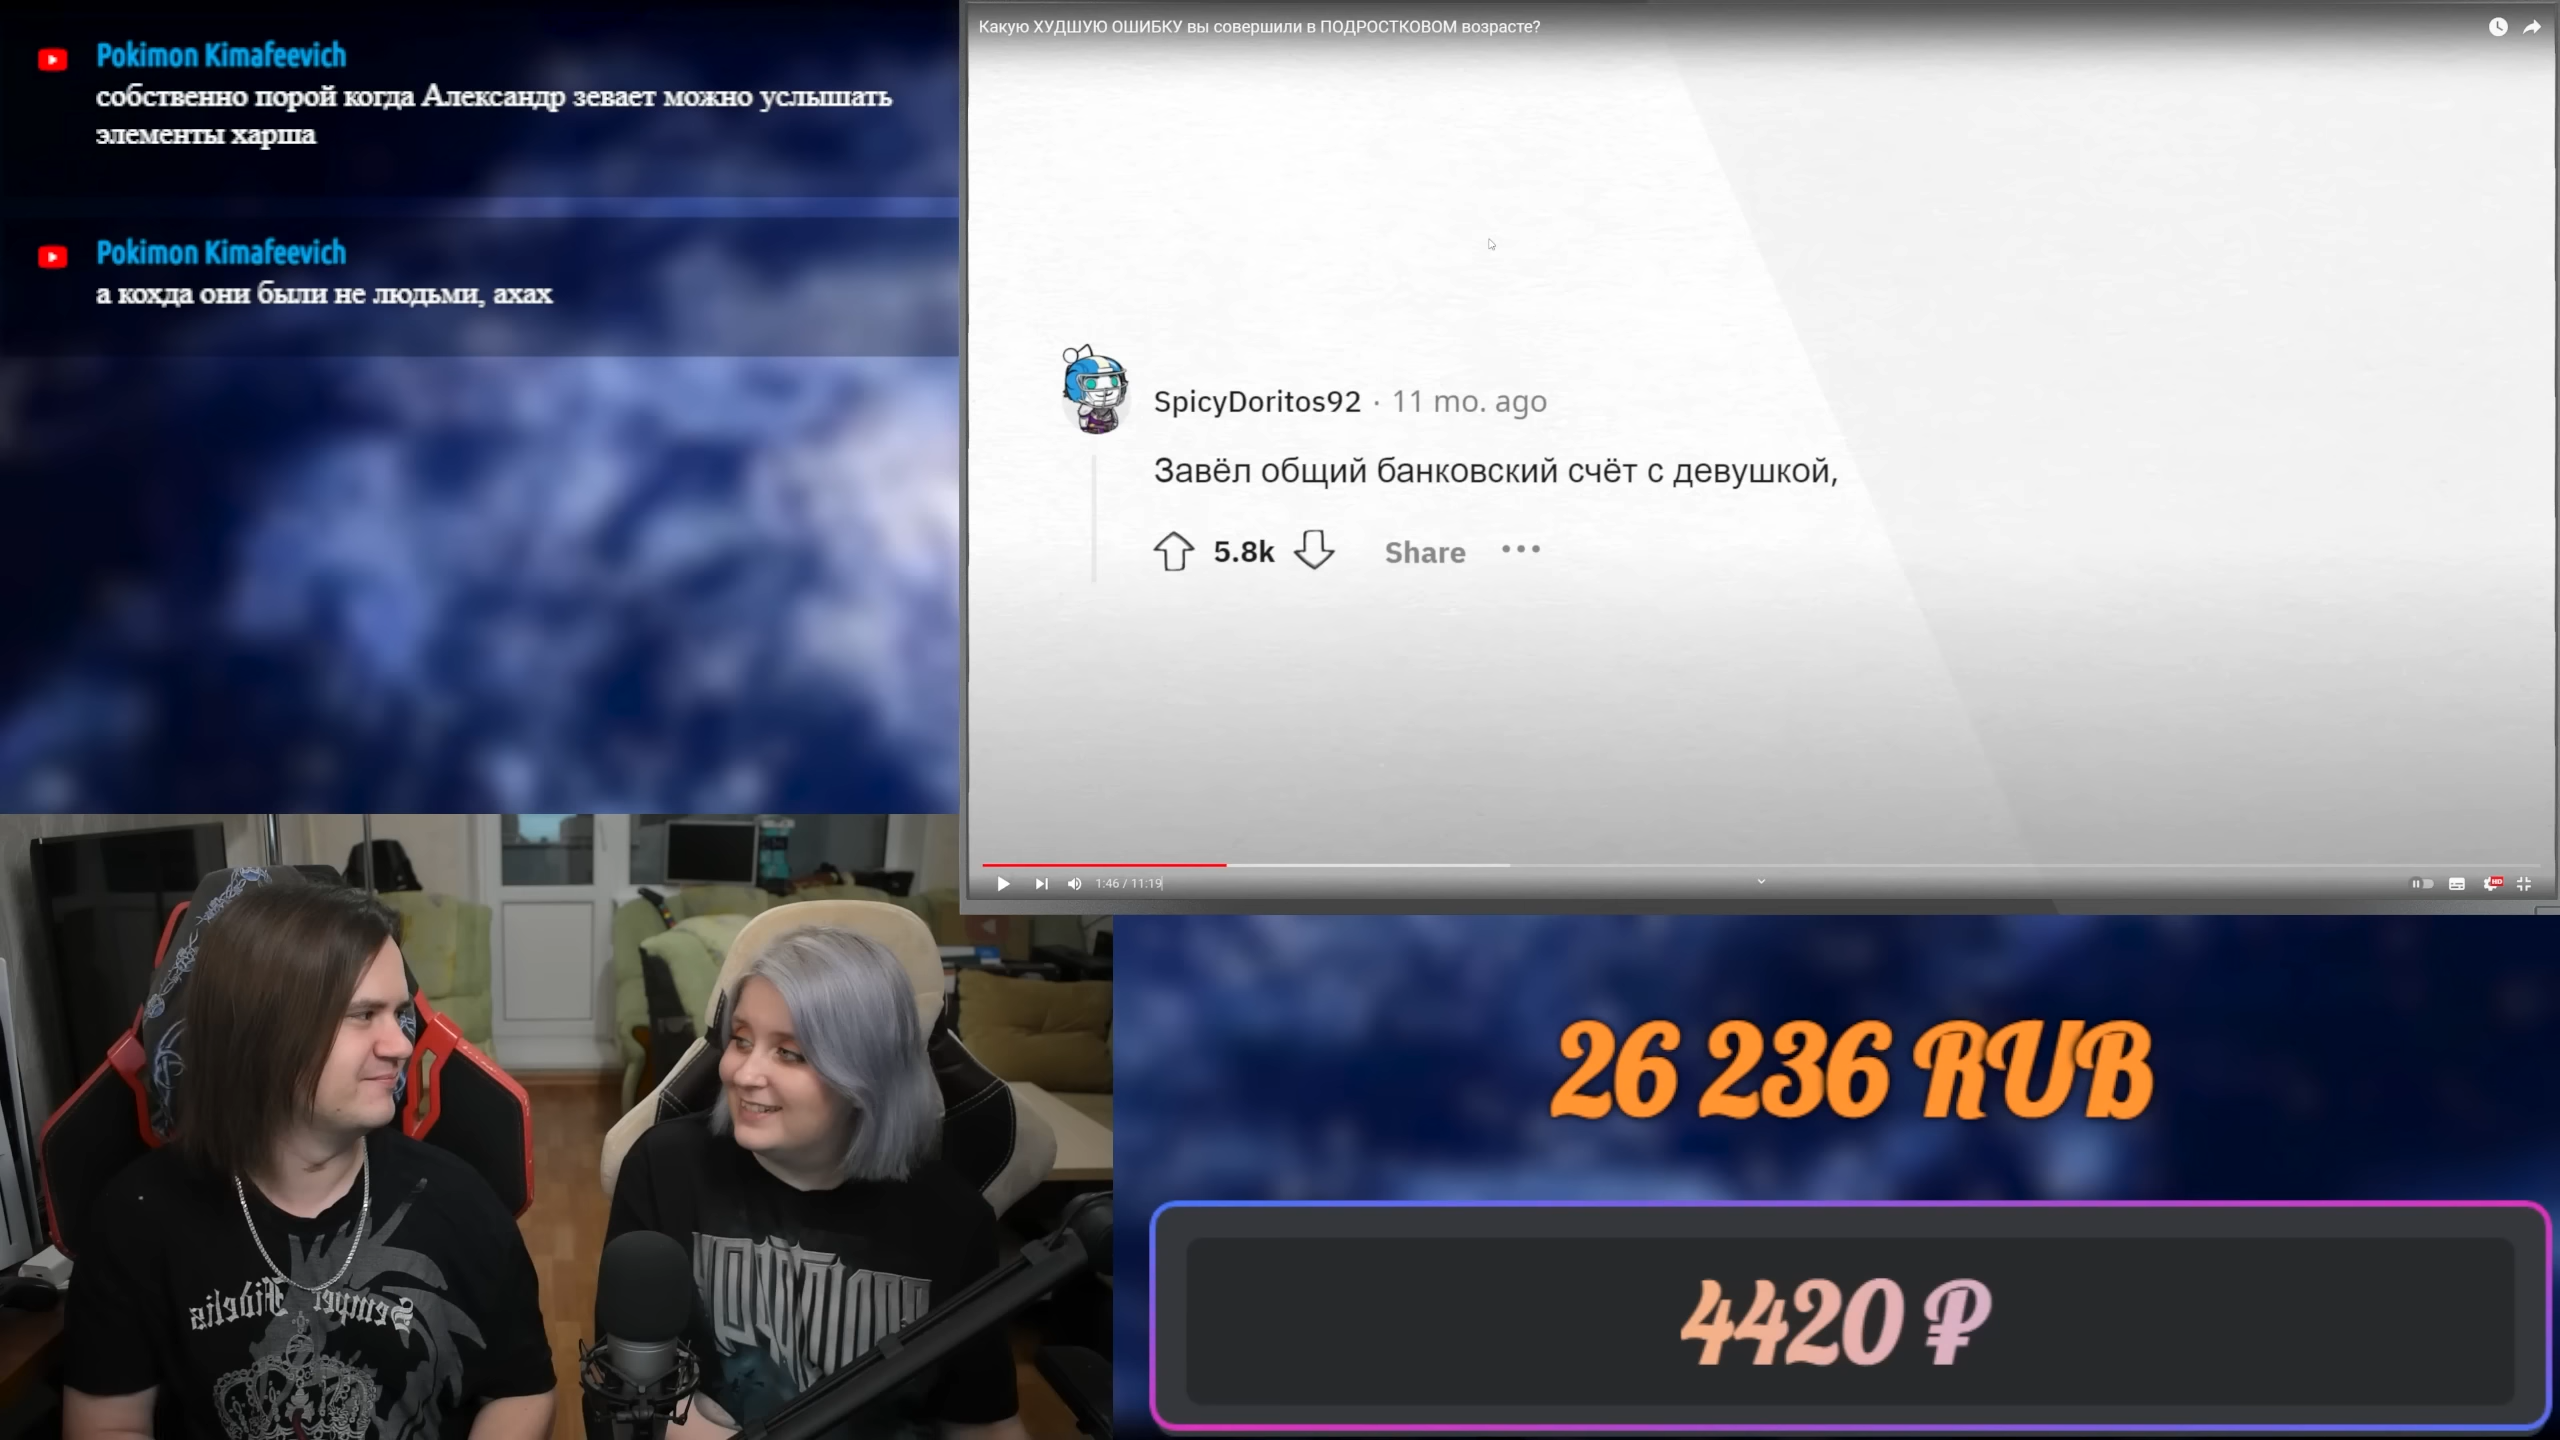 Pokimon Kimafeevich
собственно порой когда Александр зевает можно услышать
элементы харша
Pokimon Kimafeevich
а кохда они были не людьми, ахах
Какую ХУДШУЮ ОШИБКУ вы совершили в ПОДРОСТКОВОМ возрасте?
SpicyDoritos92 · 11 mo. ago
Завёл общий банковский счёт с девушкой,
5.8k Share
1:46 / 11:19
HD
Semper Fidelis
26 236 RUB
4420 ₽